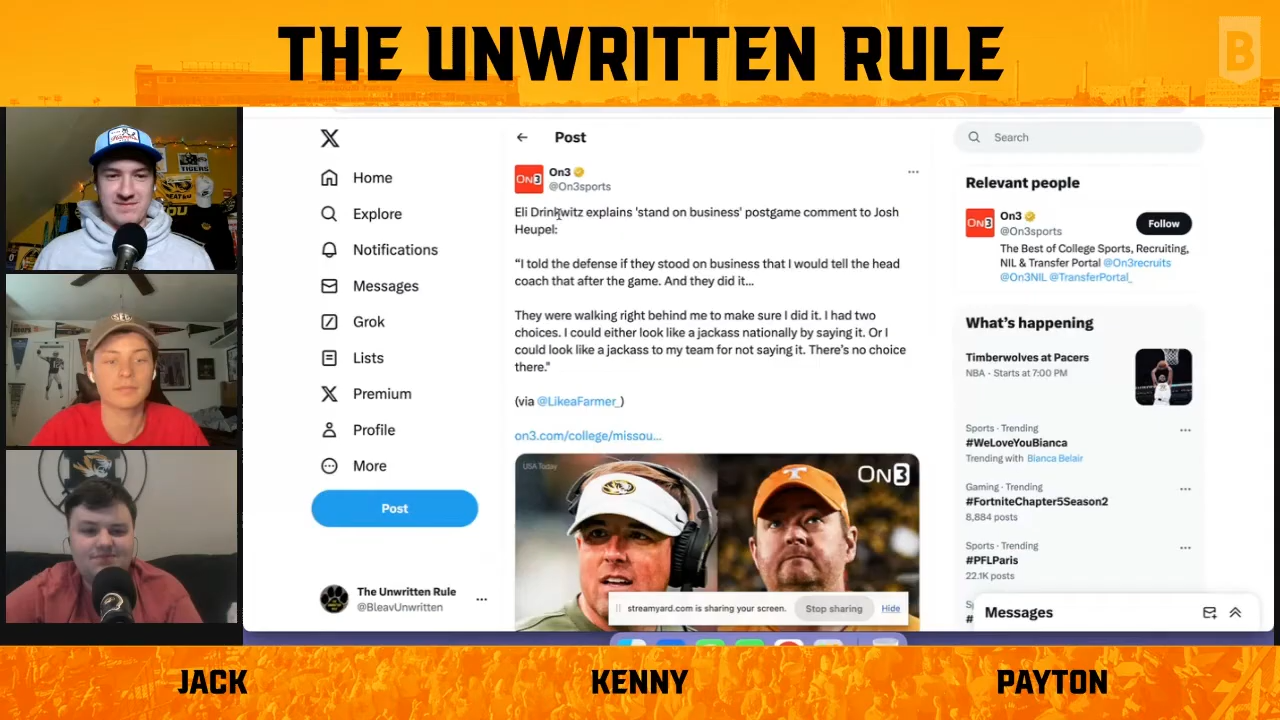 THE UNWRITTEN RULE
B
TIGERS
SEC
Home
Explore
Notifications
Messages
Grok
Lists
Premium
Profile
More
Post
The Unwritten Rule
@BleavUnwritten
Post
On3
On3
@On3sports
Eli Drinkwitz explains 'stand on business' postgame comment to Josh
Heupel:
“I told the defense if they stood on business that I would tell the head
coach that after the game. And they did it...
They were walking right behind me to make sure I did it. I had two
choices. I could either look like a jackass nationally by saying it. Or I
could look like a jackass to my team for not saying it. There’s no choice
there."
(via @LikeaFarmer_)
on3.com/college/missou...
USA Today
On3
T
streamyard.com is sharing your screen.
Stop sharing
Hide
Search
Relevant people
On3
On3
@On3sports
Follow
The Best of College Sports, Recruiting,
NIL & Transfer Portal @On3recruits
@On3NIL @TransferPortal_
What’s happening
Timberwolves at Pacers
NBA · Starts at 7:00 PM
Sports · Trending
#WeLoveYouBianca
Trending with Bianca Belair
Gaming · Trending
#FortniteChapter5Season2
8,884 posts
Sports · Trending
#PFLParis
22.1K posts
Messages
JACK
KENNY
PAYTON